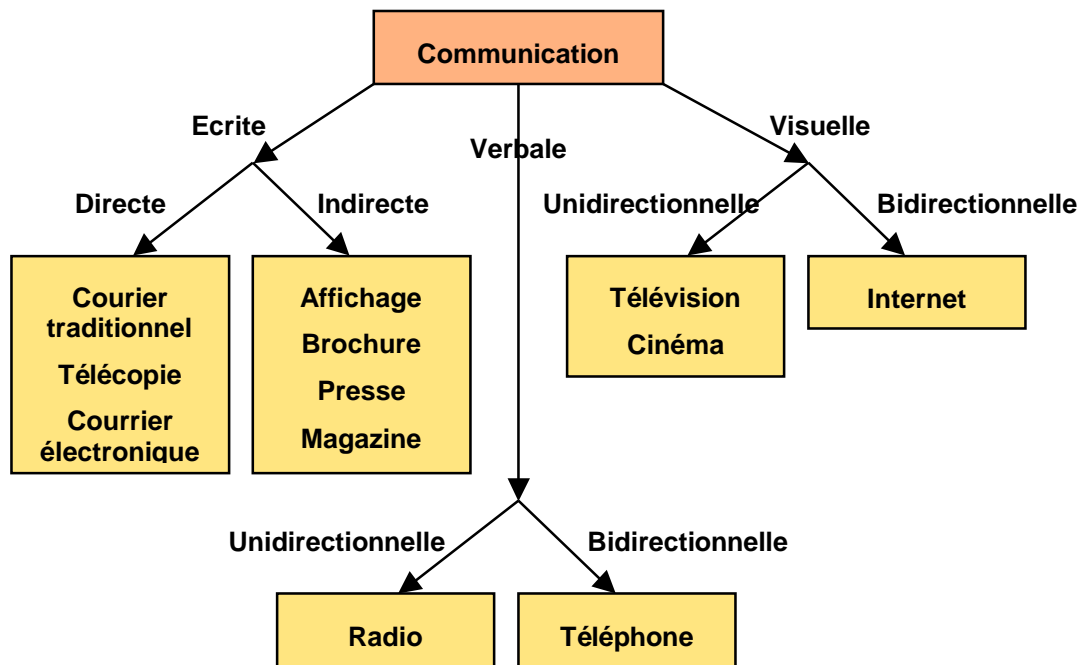 Communication
Ecrite
Verbale
Visuelle
Directe
Indirecte
Unidirectionnelle
Bidirectionnelle
Courier
traditionnel
Télécopie
Courrier
électronique
Affichage
Brochure
Presse
Magazine
Télévision
Cinéma
Internet
Unidirectionnelle
Bidirectionnelle
Radio
Téléphone